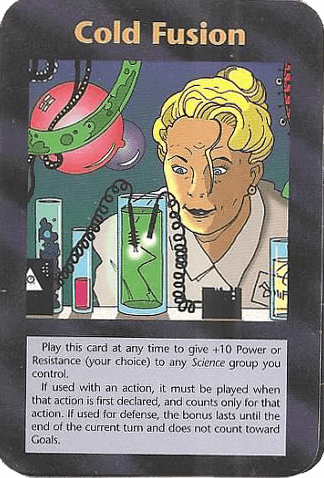 Cold Fusion
Play this card at any time to give +10 Power or
Resistance (your choice) to any Science group you
control.
If used with an action, it must be played when
that action is first declared, and counts only for that
action. If used for defense, the bonus lasts until the
end of the current turn and does not count toward
Goals.